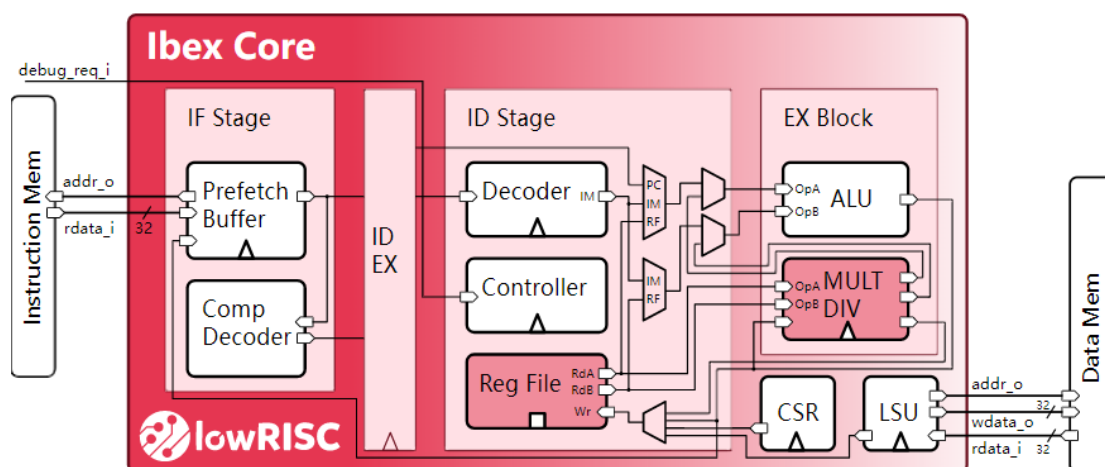 Ibex Core
debug_req_i
IF Stage
ID Stage
EX Block
Instruction Mem
addr_o
rdata_i
32
Prefetch
Buffer
Comp
Decoder
ID
EX
Decoder
IM
Controller
Reg File
RdA
RdB
Wr
PC
IM
RF
IM
RF
OpA
OpB
ALU
OpA
OpB
MULT
DIV
CSR
LSU
addr_o
32
wdata_o
rdata_i
32
Data Mem
lowRISC